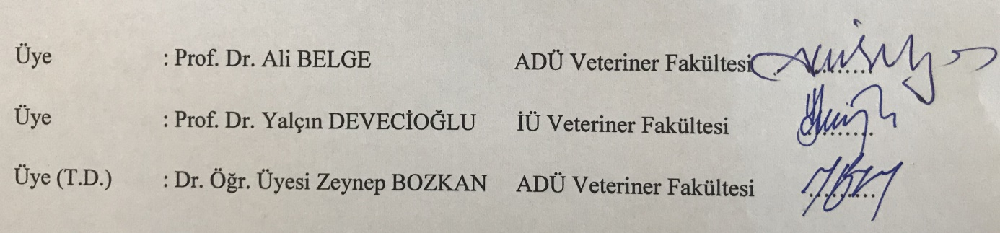 Üye : Prof. Dr. Ali BELGE ADÜ Veteriner Fakültesi
Üye : Prof. Dr. Yalçın DEVECİOĞLU İÜ Veteriner Fakültesi
Üye (T.D.) : Dr. Öğr. Üyesi Zeynep BOZKAN ADÜ Veteriner Fakültesi